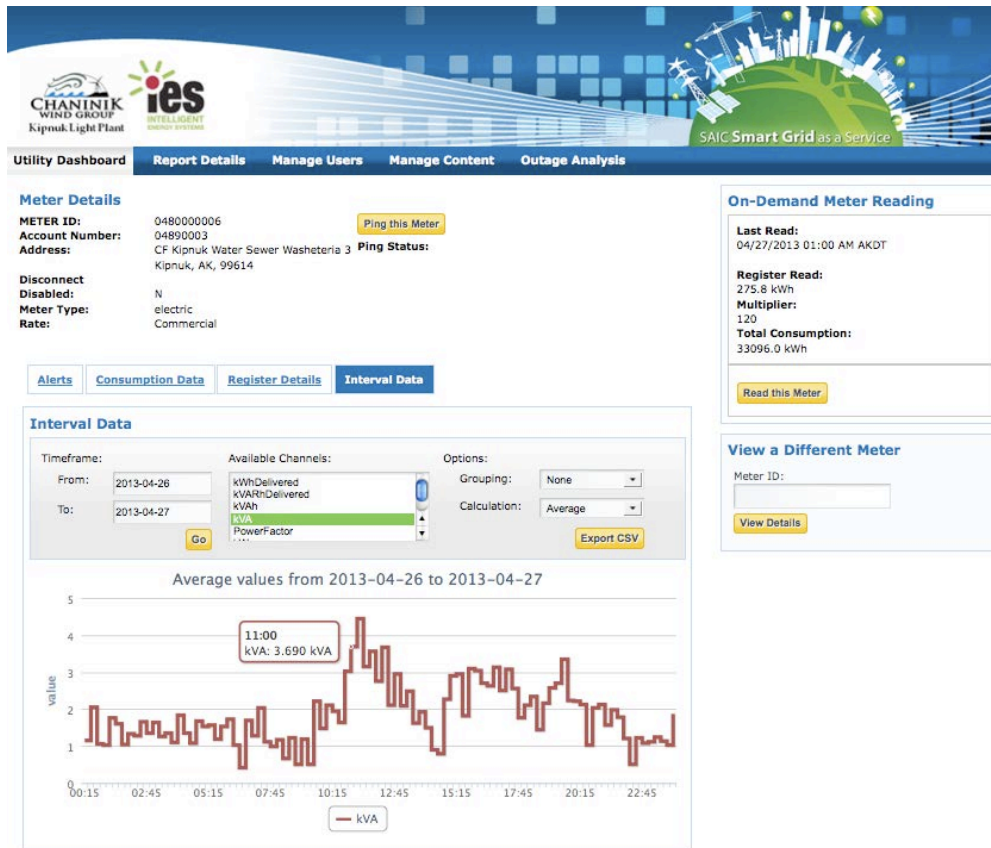 CHANINIK
WIND GROUP
Kipnuk Light Plant
ies
INTELLIGENT
ENERGY SYSTEMS
SAIC Smart Grid as a Service
Utility Dashboard Report Details Manage Users Manage Content Outage Analysis
Meter Details
METER ID: 0480000006
Ping this Meter
Account Number: 04890003
Address: CF Kipnuk Water Sewer Washeteria 3
Ping Status:
Kipnuk, AK, 99614
Disconnect
Disabled: N
Meter Type: electric
Rate: Commercial
On-Demand Meter Reading
Last Read:
04/27/2013 01:00 AM AKDT
Register Read:
275.8 kWh
Multiplier:
120
Total Consumption:
33096.0 kWh
Read this Meter
View a Different Meter
Meter ID:
View Details
Alerts Consumption Data Register Details Interval Data
Interval Data
Timeframe: Available Channels: Options:
From: 2013-04-26
To: 2013-04-27
Go
kWhDelivered
kVARhDelivered
kVAh
kVA
PowerFactor
Grouping: None
Calculation: Average
Export CSV
Average values from 2013-04-26 to 2013-04-27
value
5
4
3
2
1
0
11:00
kVA: 3.690 kVA
00:15 02:45 05:15 07:45 10:15 12:45 15:15 17:45 20:15 22:45
kVA